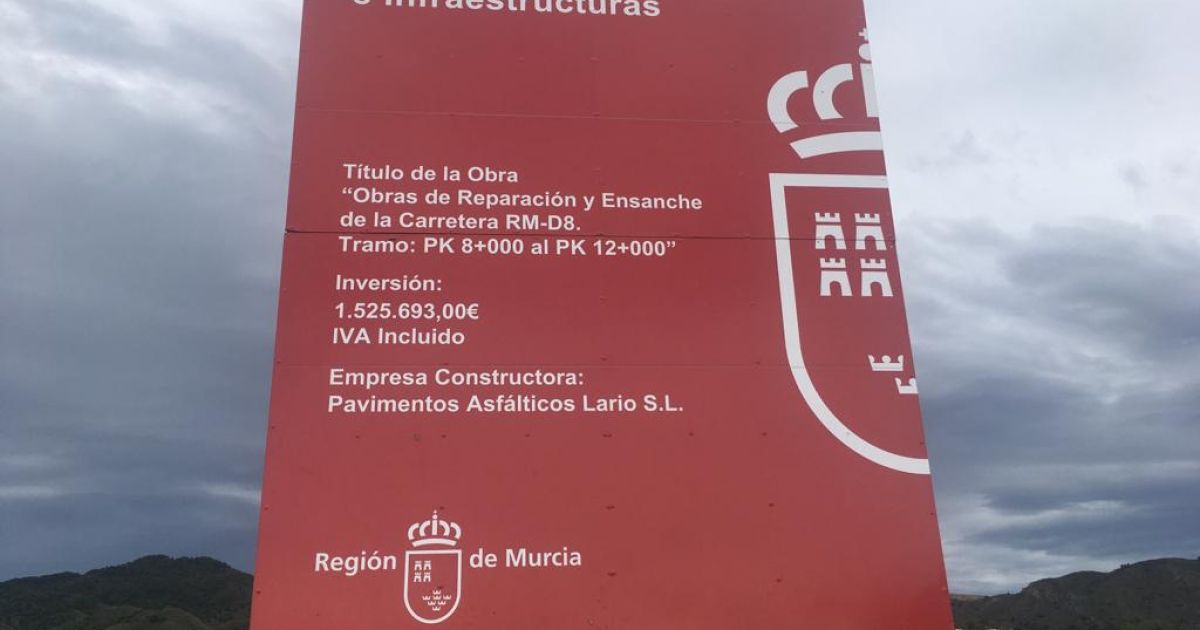 e Infraestructuras
Título de la Obra
“Obras de Reparación y Ensanche
de la Carretera RM-D8.
Tramo: PK 8+000 al PK 12+000”
Inversión:
1.525.693,00€
IVA Incluido
Empresa Constructora:
Pavimentos Asfálticos Lario S.L.
Región de Murcia